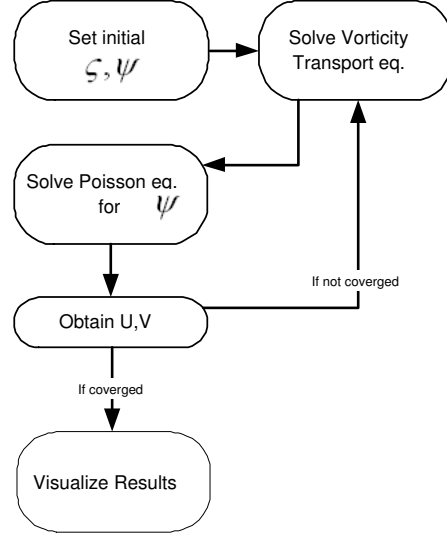 Set initial
ς, ψ
Solve Vorticity
Transport eq.
Solve Poisson eq.
for ψ
If not coverged
Obtain U,V
If coverged
Visualize Results